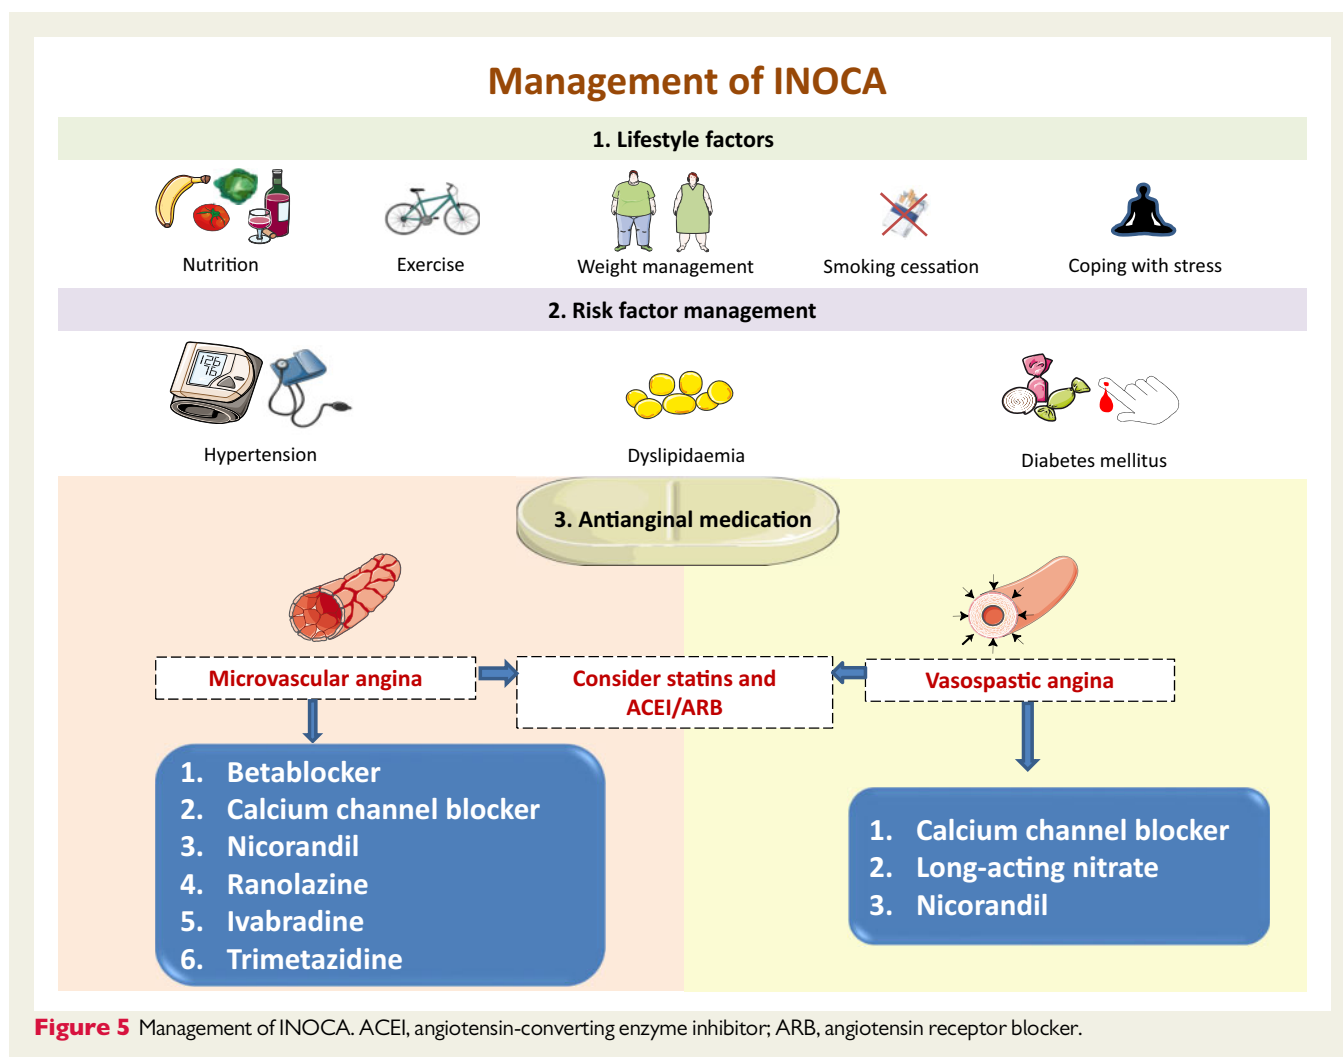 Management of INOCA
1. Lifestyle factors
Nutrition
Exercise
Weight management
Smoking cessation
Coping with stress
2. Risk factor management
126
76
Hypertension
Dyslipidaemia
Diabetes mellitus
3. Antianginal medication
Microvascular angina
Consider statins and
ACEI/ARB
Vasospastic angina
1. Betablocker
2. Calcium channel blocker
3. Nicorandil
4. Ranolazine
5. Ivabradine
6. Trimetazidine
1. Calcium channel blocker
2. Long-acting nitrate
3. Nicorandil
Figure 5 Management of INOCA. ACEI, angiotensin-converting enzyme inhibitor; ARB, angiotensin receptor blocker.